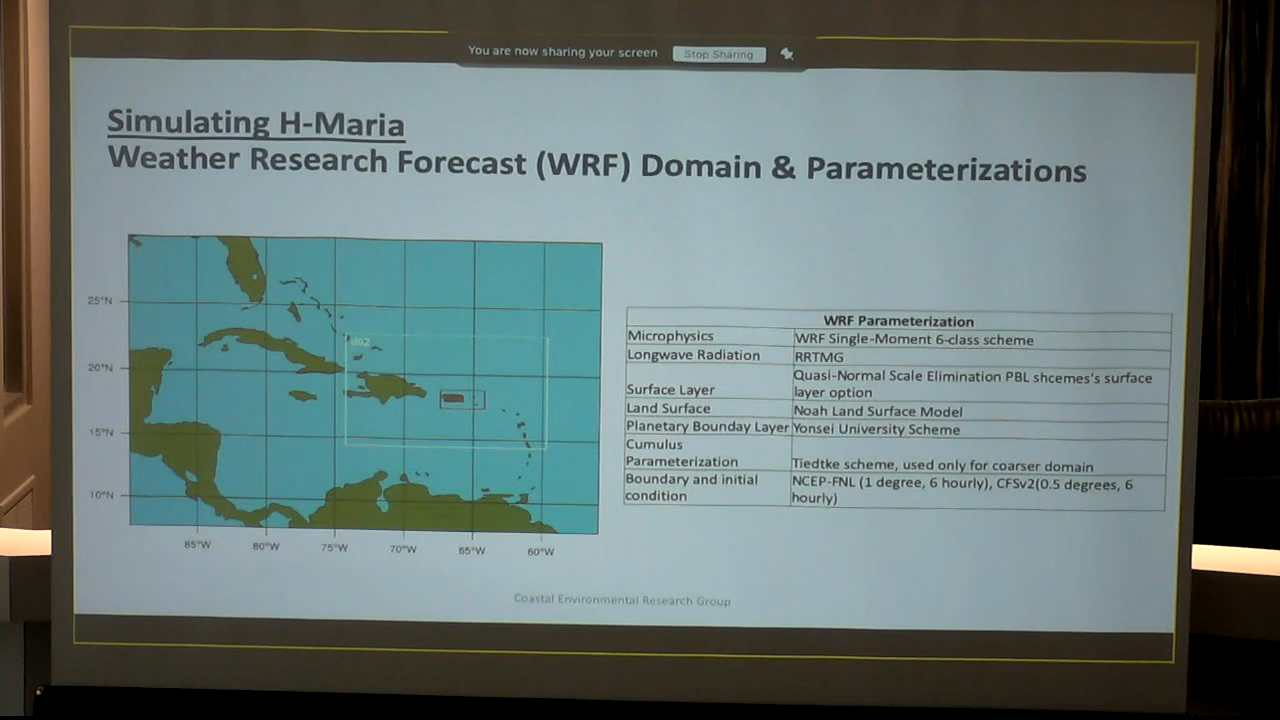 You are now sharing your screen Stop Sharing
Simulating H-Maria
Weather Research Forecast (WRF) Domain & Parameterizations
25°N
20°N
15°N
10°N
d02
85°W 80°W 75°W 70°W 65°W 60°W
WRF Parameterization
Microphysics WRF Single-Moment 6-class scheme
Longwave Radiation RRTMG
Surface Layer Quasi-Normal Scale Elimination PBL shcemes's surface
layer option
Land Surface Noah Land Surface Model
Planetary Bounday Layer Yonsei University Scheme
Cumulus
Parameterization Tiedtke scheme, used only for coarser domain
Boundary and initial NCEP-FNL (1 degree, 6 hourly), CFSv2(0.5 degrees, 6
condition hourly)
Coastal Environmental Research Group